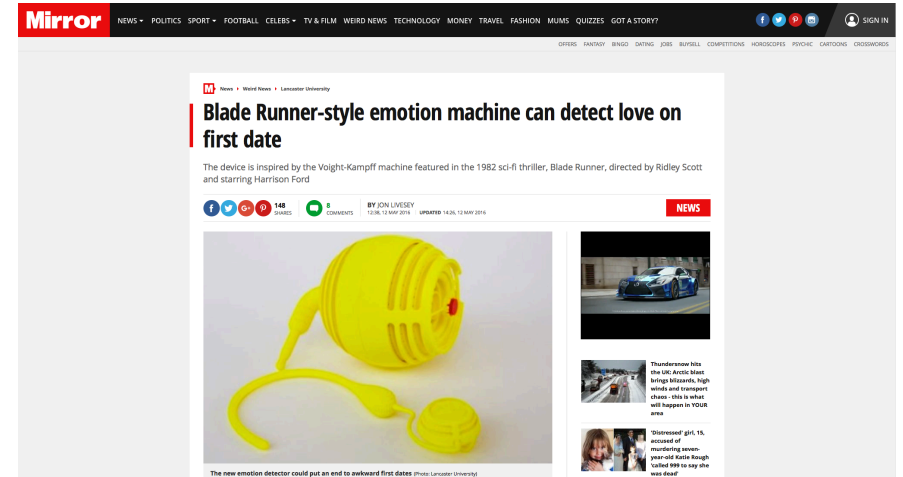 Mirror
NEWS POLITICS SPORT FOOTBALL CELEBS TV & FILM WEIRD NEWS TECHNOLOGY MONEY TRAVEL FASHION MUMS QUIZZES GOT A STORY?
SIGN IN
OFFERS FANTASY BINGO DATING JOBS BUYSELL COMPETITIONS HOROSCOPES PSYCHIC CARTOONS CROSSWORDS
M News Weird News Lancaster University
Blade Runner-style emotion machine can detect love on
first date
The device is inspired by the Voight-Kampff machine featured in the 1982 sci-fi thriller, Blade Runner, directed by Ridley Scott
and starring Harrison Ford
148
SHARES
8
COMMENTS
BY JON LIVESEY
12:38, 12 MAY 2016 UPDATED 14:26, 12 MAY 2016
NEWS
Thundersnow hits
the UK: Arctic blast
brings blizzards, high
winds and transport
chaos - this is what
will happen in YOUR
area
'Distressed' girl, 15,
accused of
murdering seven-
year-old Katie Rough
'called 999 to say she
was dead'
The new emotion detector could put an end to awkward first dates (Photo: Lancaster University)